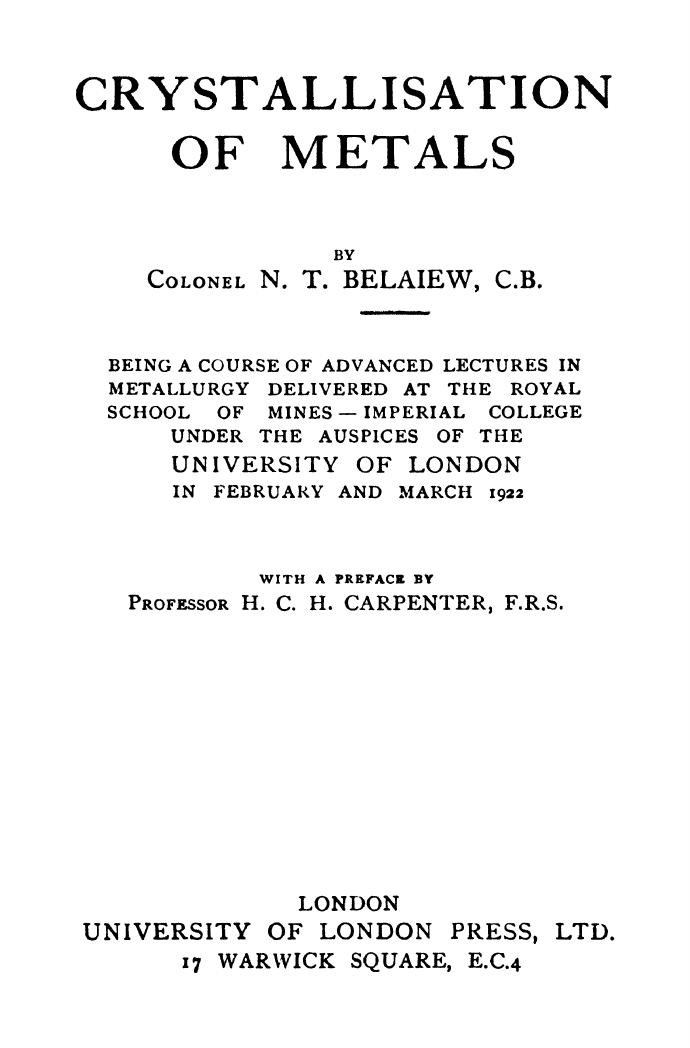 CRYSTALLISATION
OF METALS
BY
COLONEL N. T. BELAIEW, C.B.
BEING A COURSE OF ADVANCED LECTURES IN
METALLURGY DELIVERED AT THE ROYAL
SCHOOL OF MINES — IMPERIAL COLLEGE
UNDER THE AUSPICES OF THE
UNIVERSITY OF LONDON
IN FEBRUARY AND MARCH 1922
WITH A PREFACE BY
PROFESSOR H. C. H. CARPENTER, F.R.S.
LONDON
UNIVERSITY OF LONDON PRESS, LTD.
17 WARWICK SQUARE, E.C.4